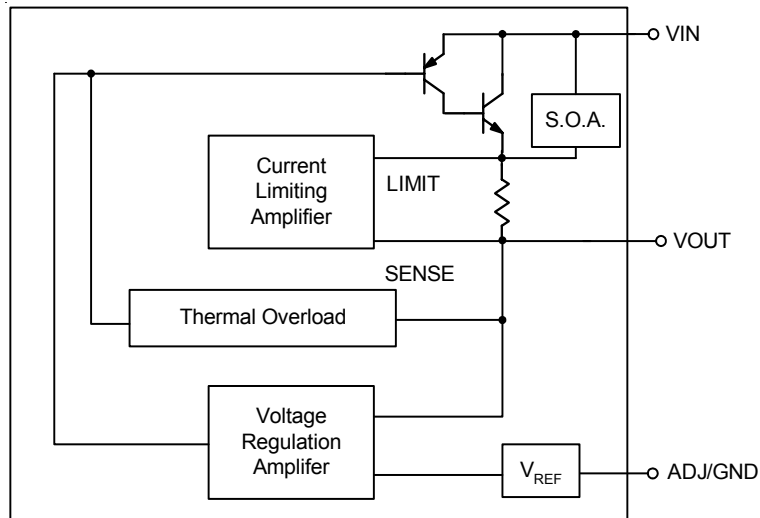 VIN
S.O.A.
Current
Limiting
Amplifier
LIMIT
VOUT
SENSE
Thermal Overload
Voltage
Regulation
Amplifer
VREF
ADJ/GND